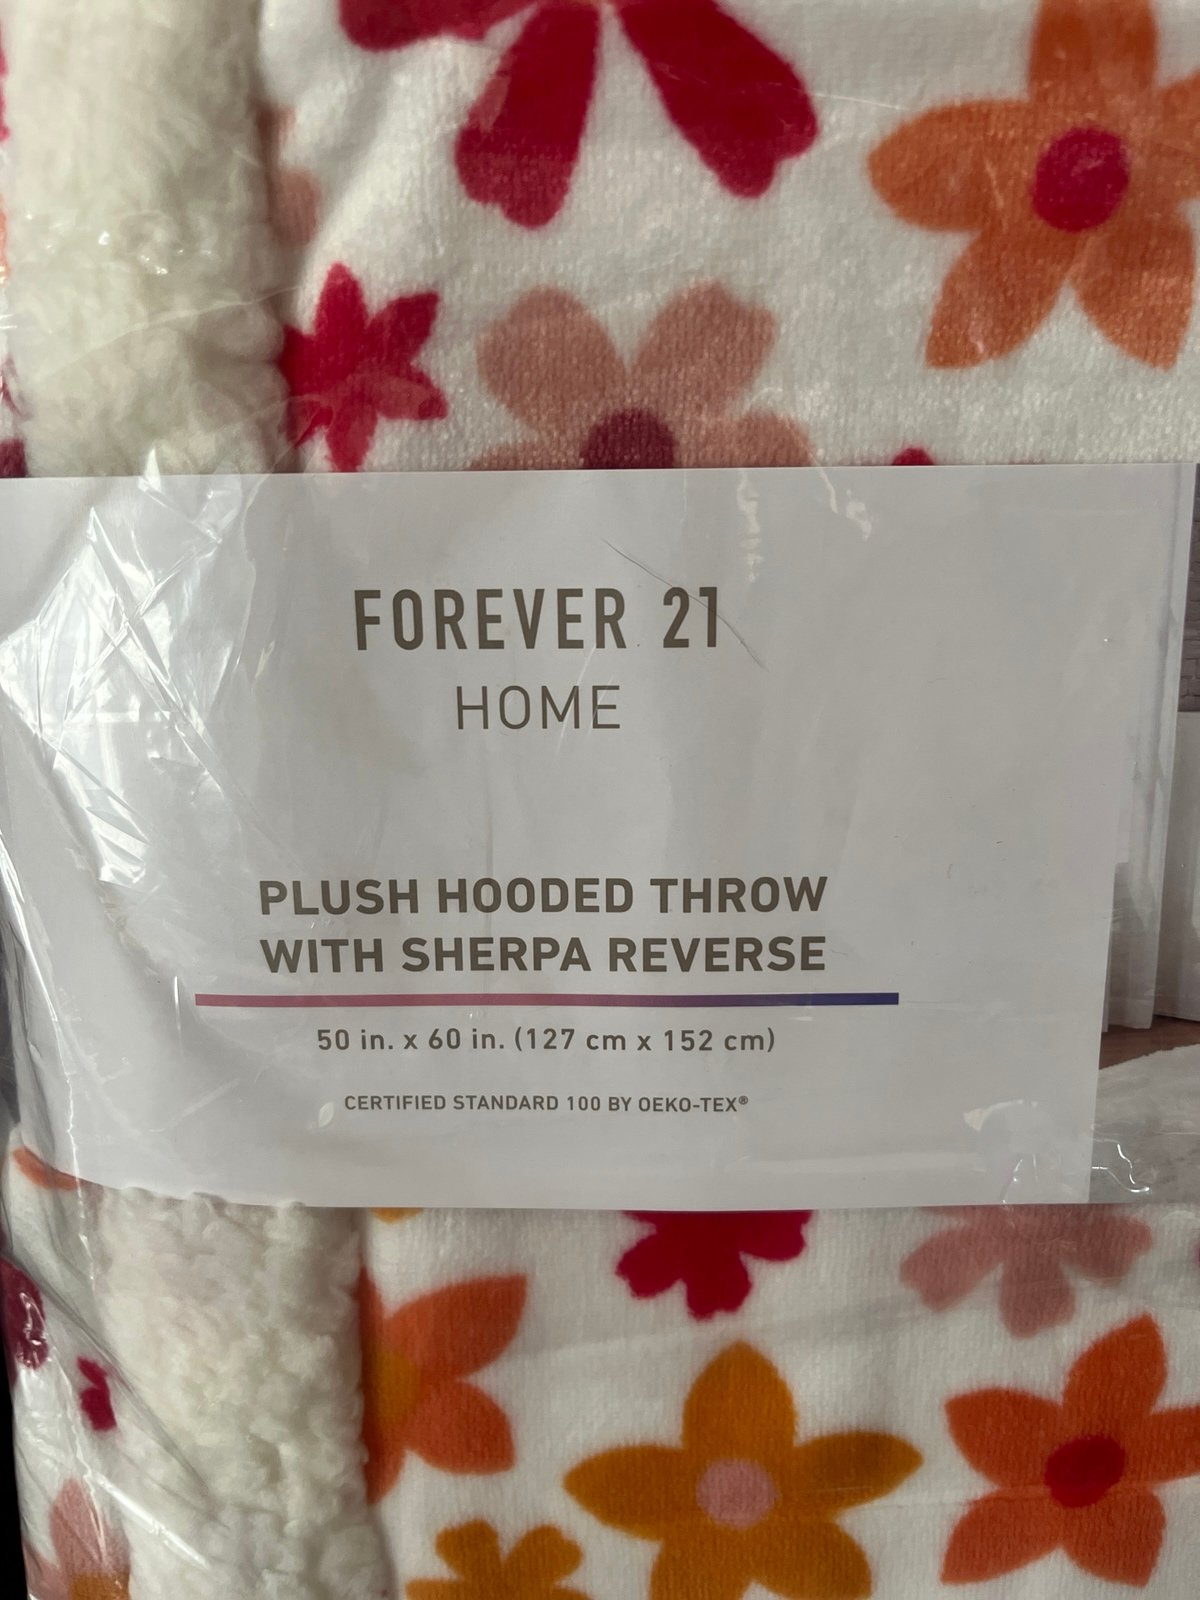 FOREVER 21
HOME
PLUSH HOODED THROW
WITH SHERPA REVERSE
50 in. x 60 in. (127 cm x 152 cm)
CERTIFIED STANDARD 100 BY OEKO-TEX®